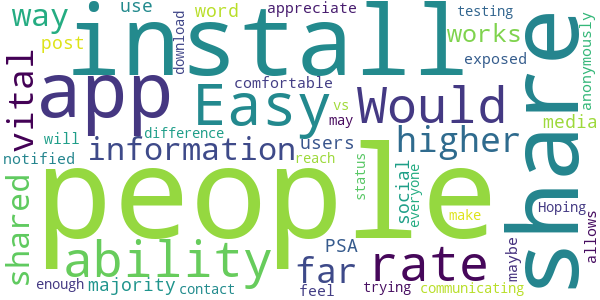 way use word appreciate testing
post download works exposed
install
app vital comfortable vs Easy Would share anonymously
difference may media
will information users higher
notified reach
people status social everyone
shared ability PSA Hoping allows
far rate make maybe
enough majority contact feel trying communicating